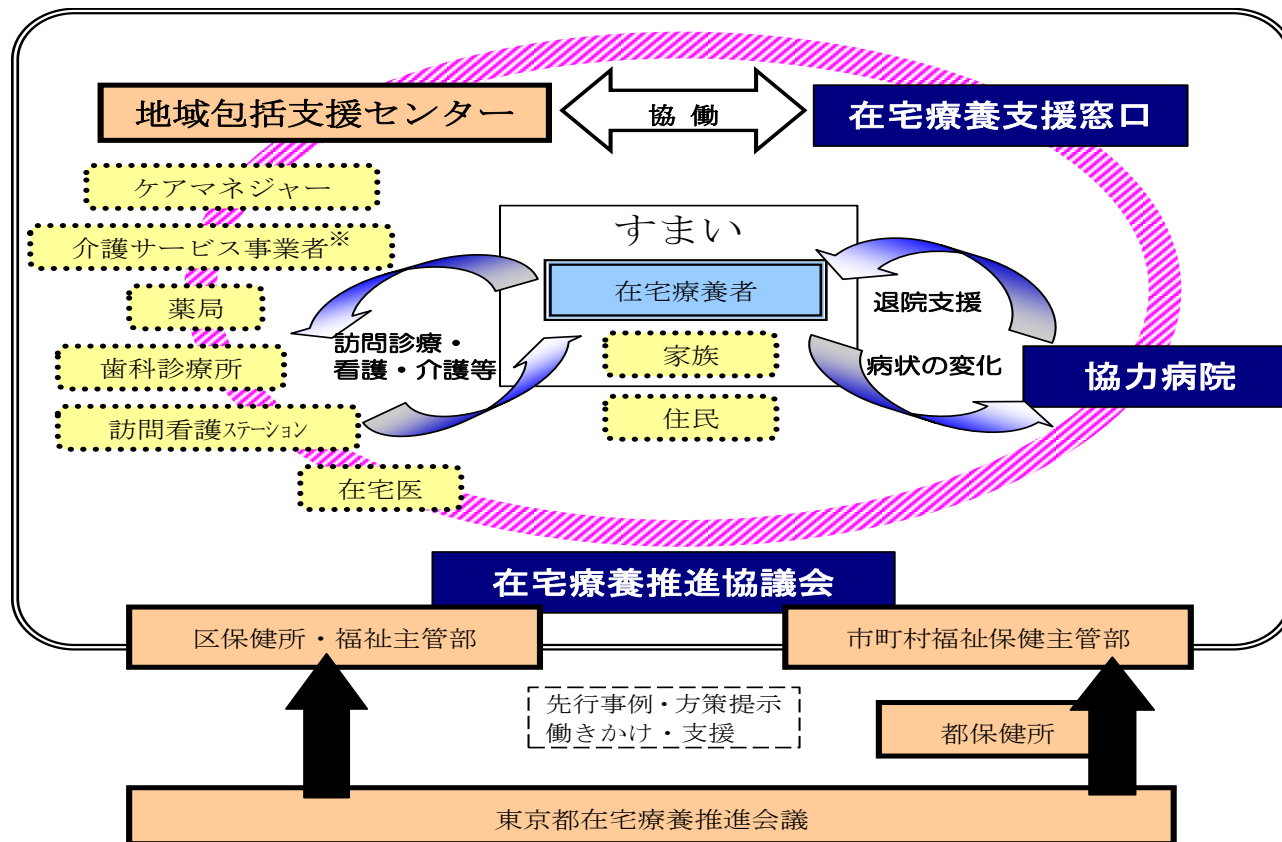 地域包括支援センター
協 働
在宅療養支援窓口
ケアマネジャー
介護サービス事業者※
薬局
歯科診療所
訪問看護ステーション
在宅医
訪問診療・
看護・介護等
すまい
在宅療養者
家族
住民
退院支援
病状の変化
協力病院
在宅療養推進協議会
区保健所・福祉主管部
市町村福祉保健主管部
先行事例・方策提示
働きかけ・支援
都保健所
東京都在宅療養推進会議